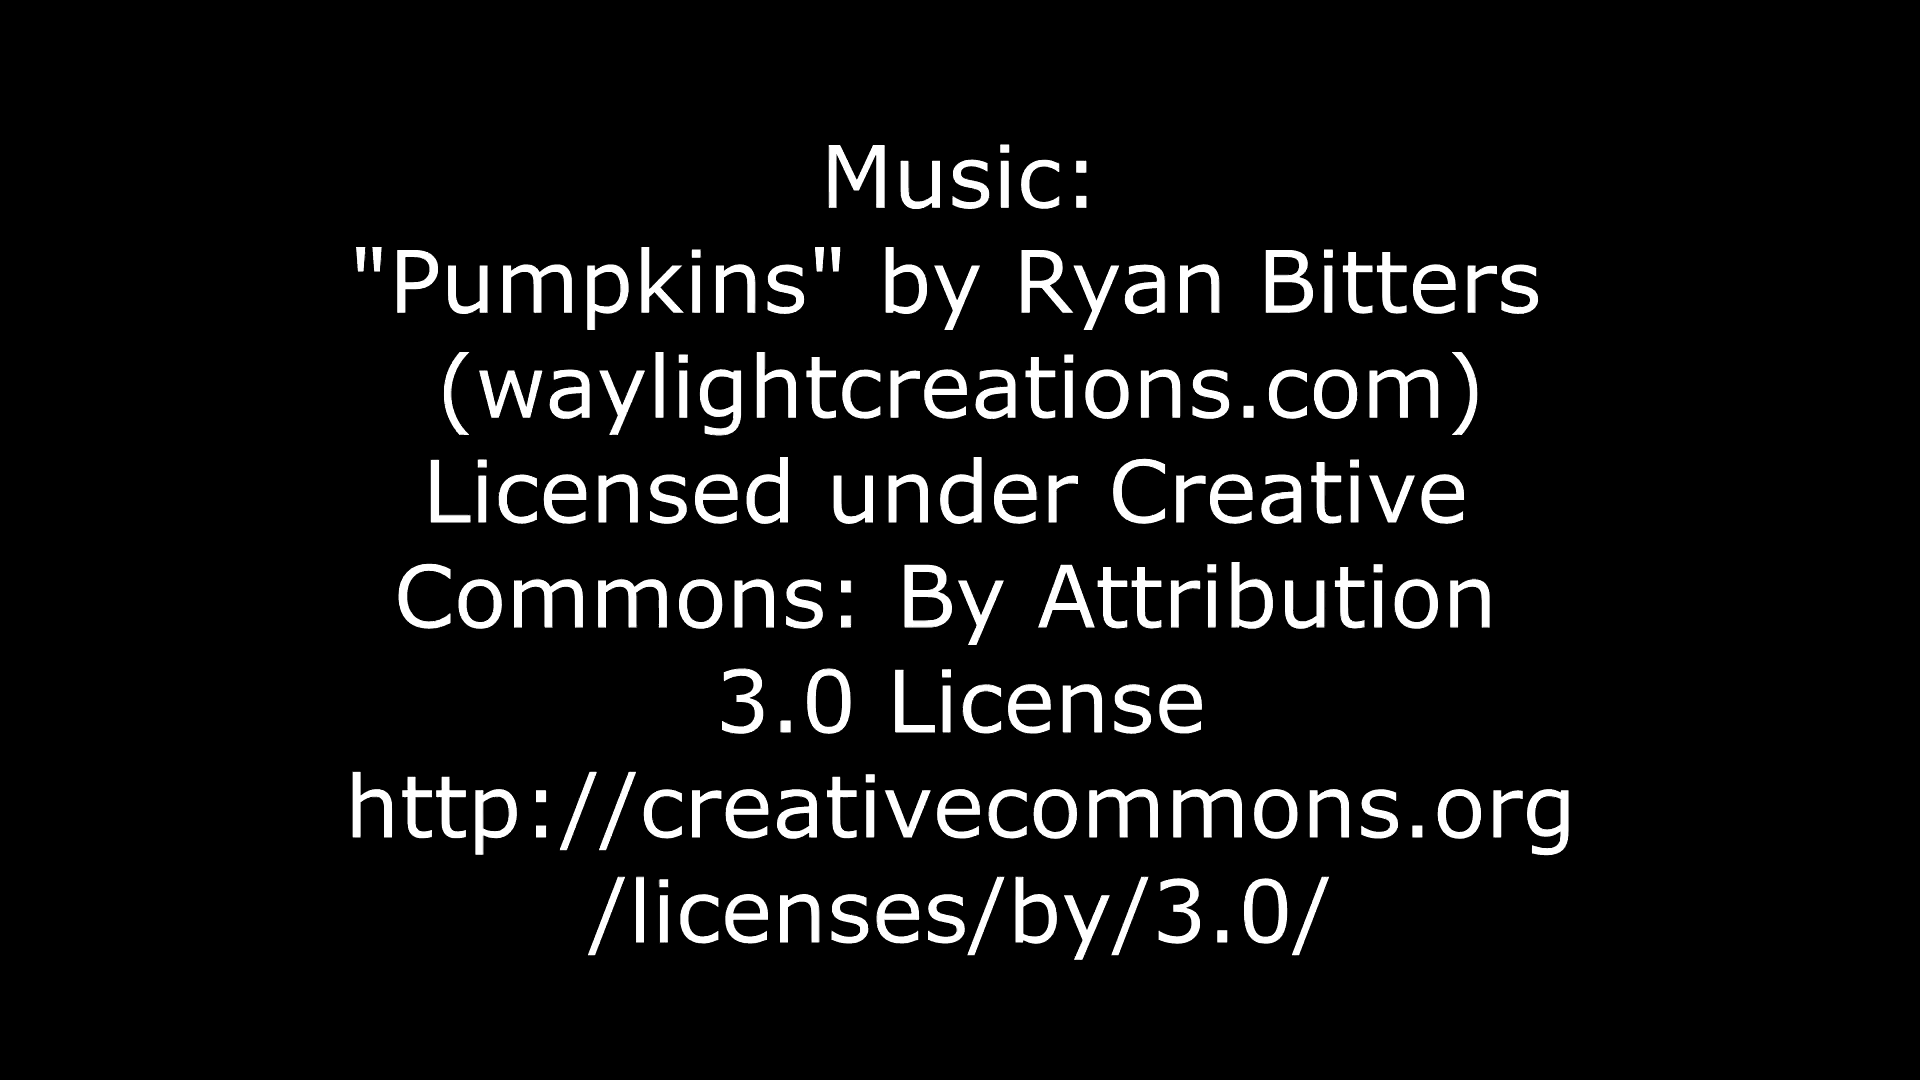 Music:
"Pumpkins" by Ryan Bitters
(waylightcreations.com)
Licensed under Creative
Commons: By Attribution
3.0 License
http://creativecommons.org
/licenses/by/3.0/